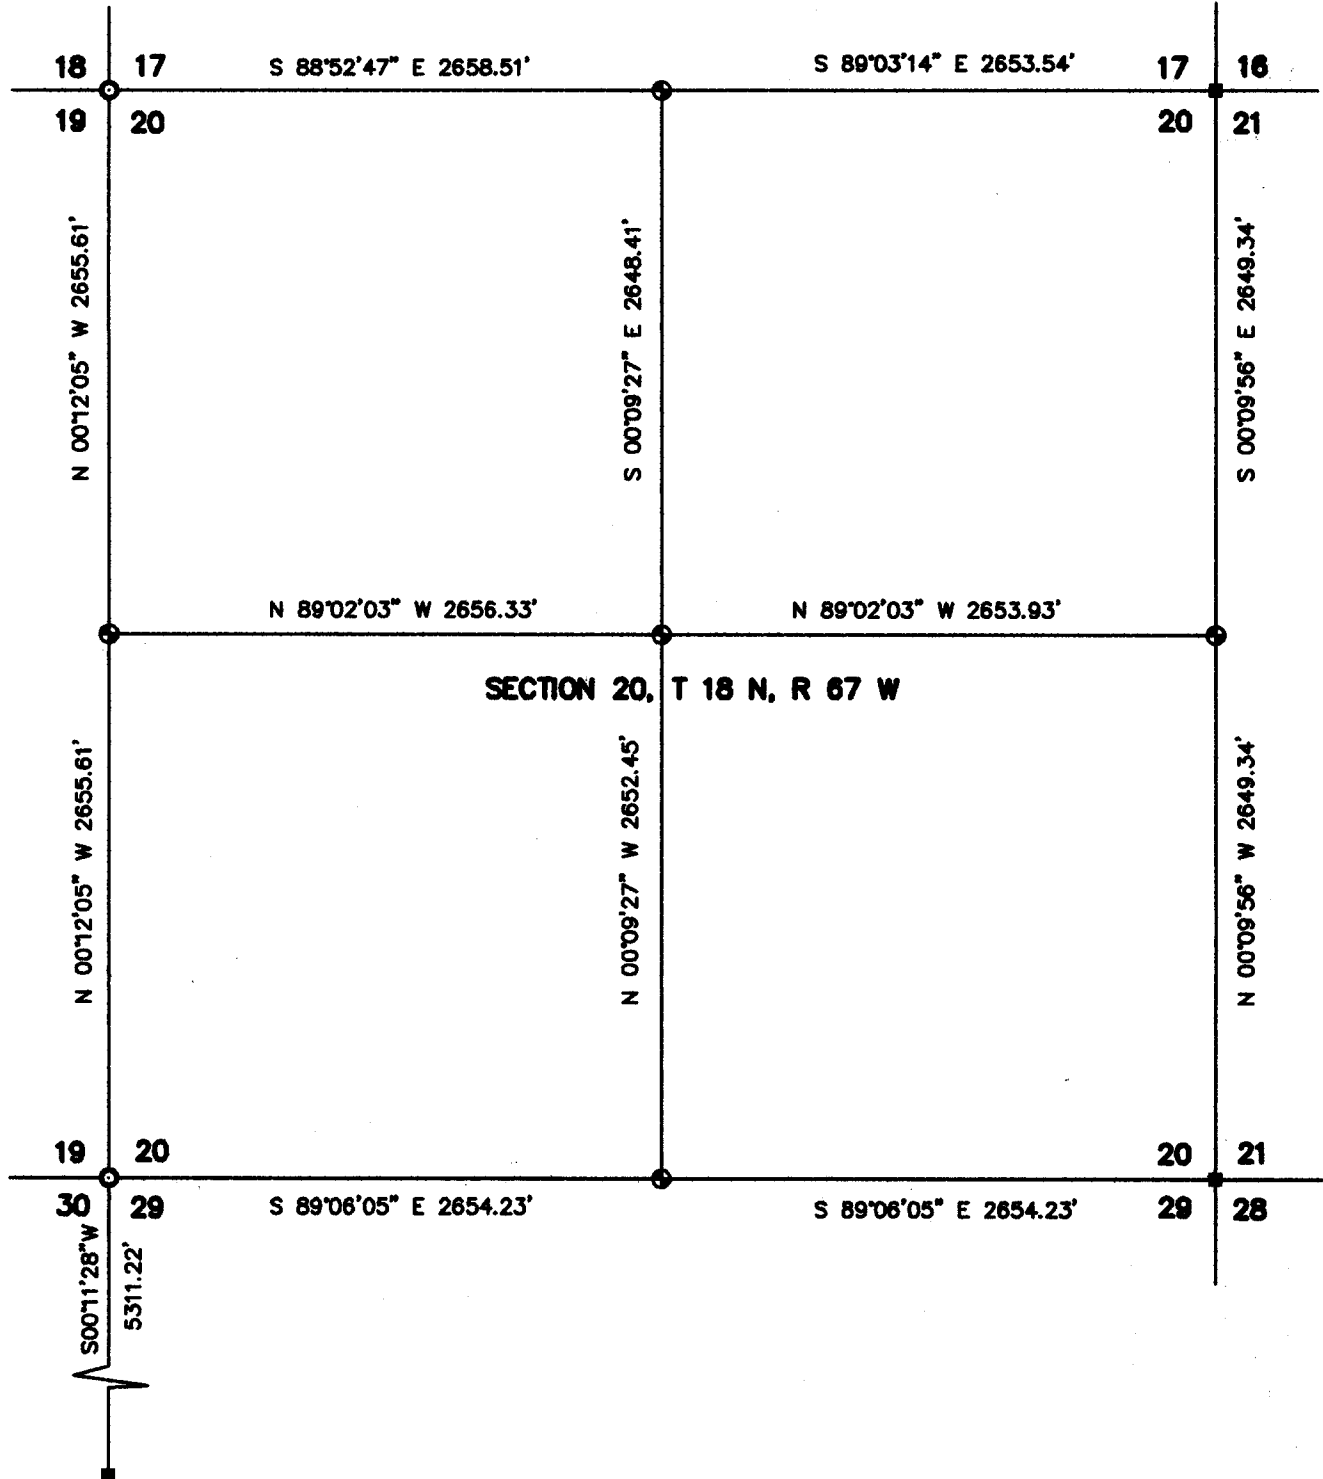 18 17
S 88°52'47" E 2658.51'
S 89°03'14" E 2653.54'
17 16
19 20
20 21
N 00°12'05" W 2655.61'
S 00°09'27" E 2648.41'
S 00°09'56" E 2649.34'
N 89°02'03" W 2656.33'
N 89°02'03" W 2653.93'
SECTION 20, T 18 N, R 67 W
N 00°12'05" W 2655.61'
N 00°09'27" W 2652.45'
N 00°09'56" W 2649.34'
19 20
20 21
30 29
S 89°06'05" E 2654.23'
S 89°06'05" E 2654.23'
29 28
S00°11'28"W
5311.22'